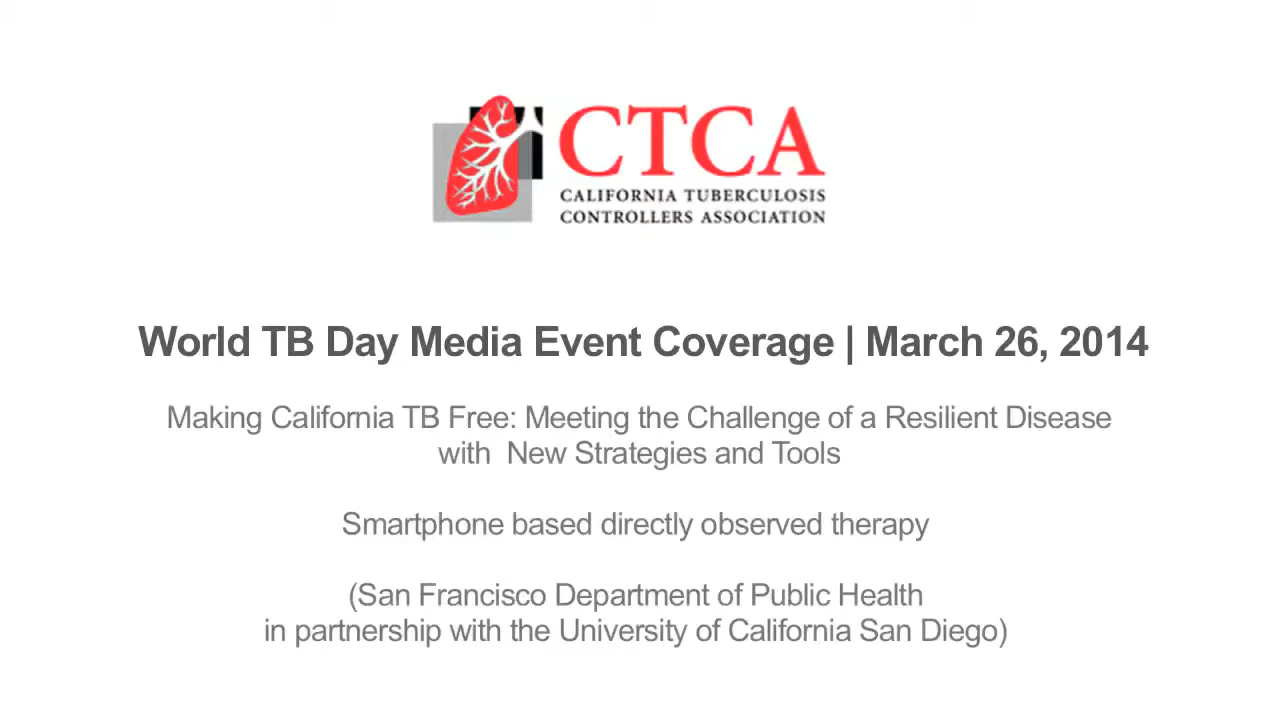 CTCA
CALIFORNIA TUBERCULOSIS
CONTROLLERS ASSOCIATION
World TB Day Media Event Coverage | March 26, 2014
Making California TB Free: Meeting the Challenge of a Resilient Disease
with  New Strategies and Tools
Smartphone based directly observed therapy
(San Francisco Department of Public Health
in partnership with the University of California San Diego)